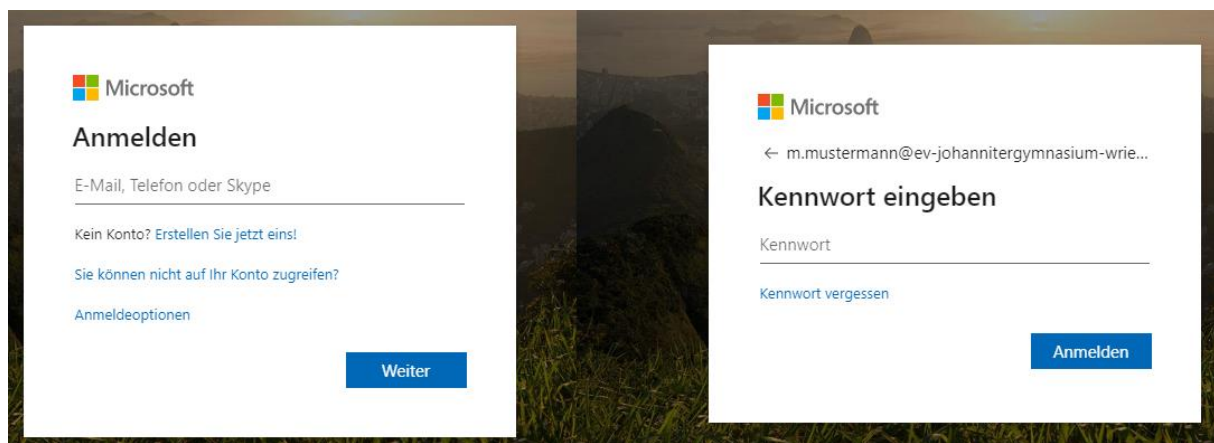 Microsoft
Anmelden
E-Mail, Telefon oder Skype
Kein Konto? Erstellen Sie jetzt eins!
Sie können nicht auf Ihr Konto zugreifen?
Anmeldeoptionen
Weiter
Microsoft
← m.mustermann@ev-johannitergymnasium-wrie...
Kennwort eingeben
Kennwort
Kennwort vergessen
Anmelden